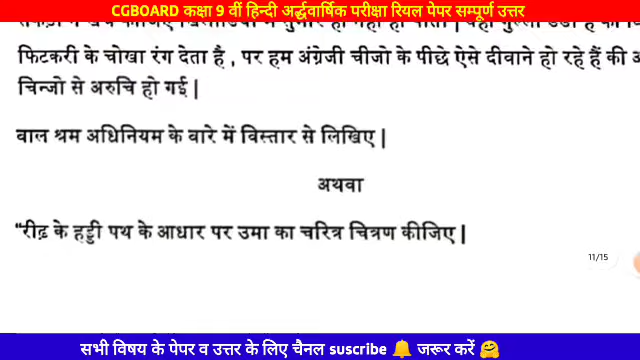 CGBOARD कक्षा 9 वीं हिन्दी अर्द्धवार्षिक परीक्षा रियल पेपर सम्पूर्ण उत्तर
फिटकरी के चोखा रंग देता है , पर हम अंग्रेजी चीजो के पीछे ऐसे दीवाने हो रहे हैं की
चिन्जो से अरुचि हो गई |
वाल श्रम अधिनियम के वारे में विस्तार से लिखिए |
अथवा
“रीढ़ के हड्डी पथ के आधार पर उमा का चरित्र चित्रण कीजिए |
11/15
सभी विषय के पेपर व उत्तर के लिए चैनल suscribe 🔔 जरूर करें 🤗